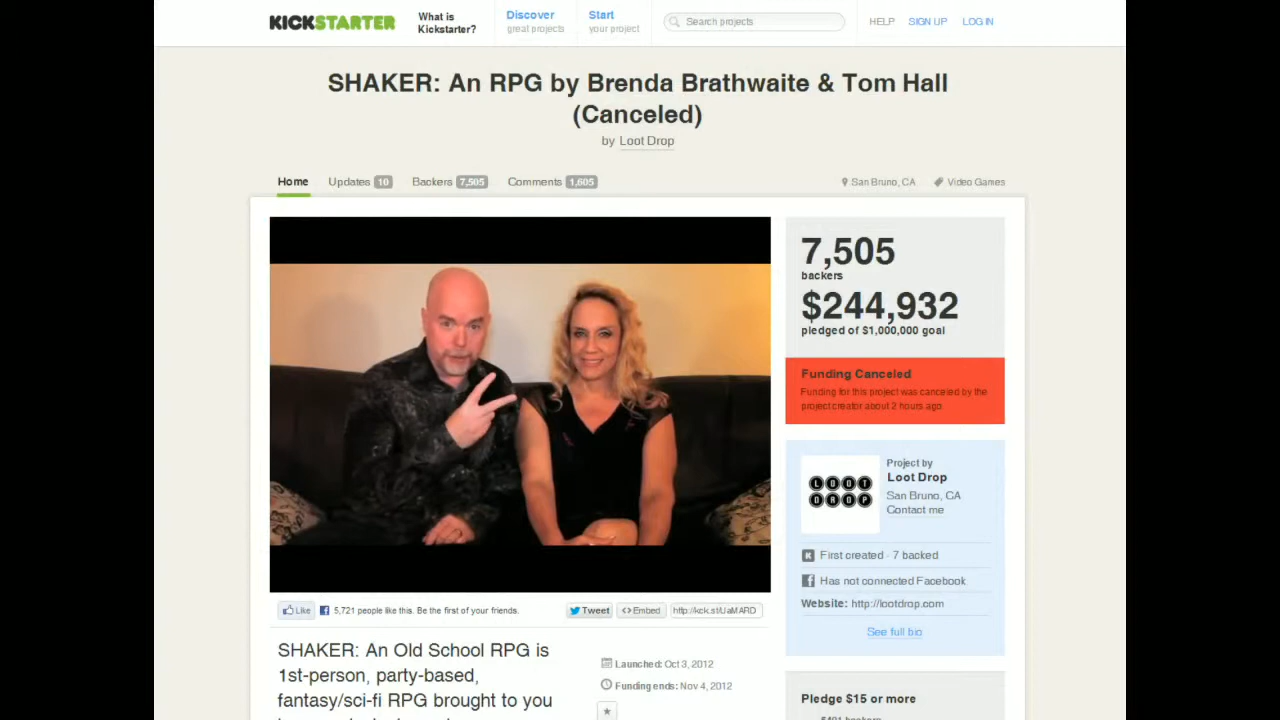 KICKSTARTER
What is
Kickstarter?
Discover
great projects
Start
your project
Search projects
HELP
SIGN UP
LOG IN
SHAKER: An RPG by Brenda Brathwaite & Tom Hall
(Canceled)
by Loot Drop
Home
Updates 10
Backers 7,505
Comments 1,605
San Bruno, CA
Video Games
7,505
backers
$244,932
pledged of $1,000,000 goal
Funding Canceled
Funding for this project was canceled by the
project creator about 2 hours ago
LOOT
DROP
Project by
Loot Drop
San Bruno, CA
Contact me
First created · 7 backed
Has not connected Facebook
Website: http://lootdrop.com
See full bio
Like
5,721 people like this. Be the first of your friends.
Tweet
Embed
http://kck.st/UaMARD
SHAKER: An Old School RPG is
1st-person, party-based,
fantasy/sci-fi RPG brought to you
Launched: Oct 3, 2012
Funding ends: Nov 4, 2012
Pledge $15 or more